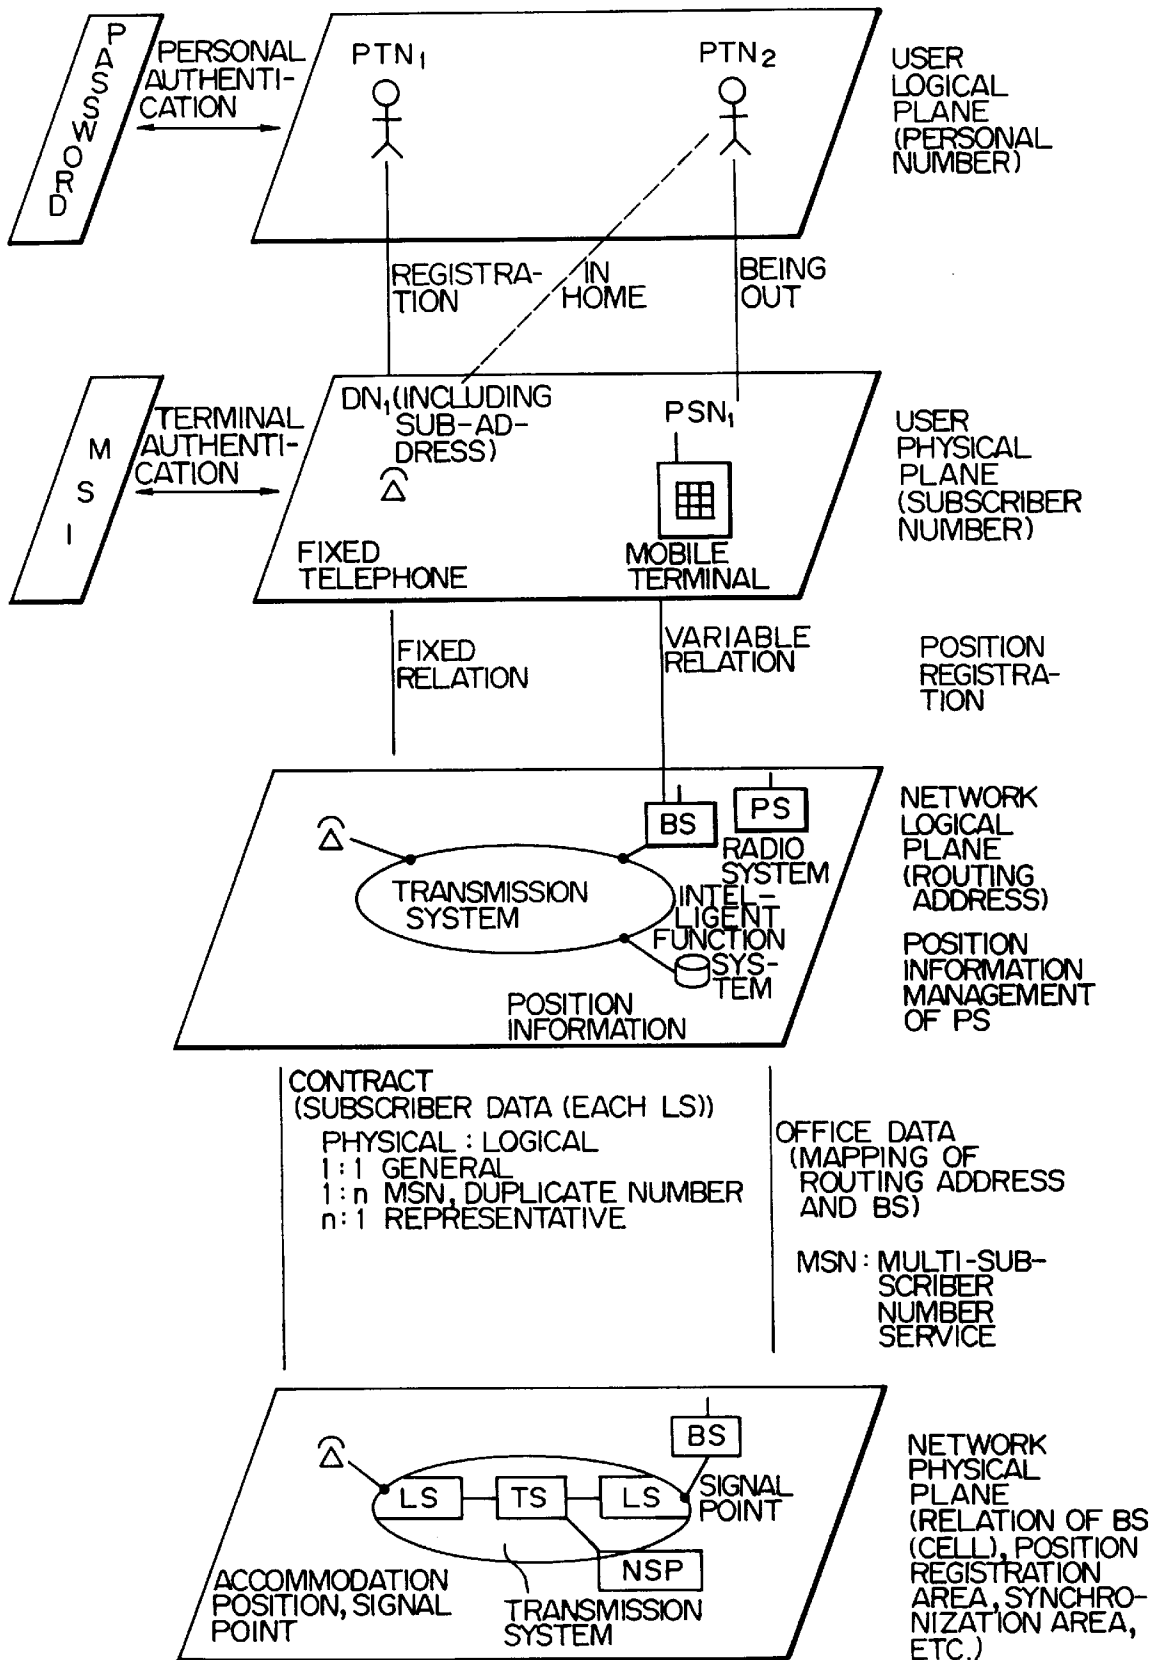 PASSWORD
PERSONAL
AUTHENTI-
CATION
PTN1
PTN2
USER
LOGICAL
PLANE
(PERSONAL
NUMBER)
REGISTRA-
TION
IN
HOME
BEING
OUT
MSI
TERMINAL
AUTHENTI-
CATION
DN1(INCLUDING
SUB-AD-
DRESS)
PSN1
FIXED
TELEPHONE
MOBILE
TERMINAL
USER
PHYSICAL
PLANE
(SUBSCRIBER
NUMBER)
FIXED
RELATION
VARIABLE
RELATION
POSITION
REGISTRA-
TION
BS
PS
RADIO
SYSTEM
TRANSMISSION
SYSTEM
INTEL-
LIGENT
FUNCTION
SYS-
TEM
POSITION
INFORMATION
NETWORK
LOGICAL
PLANE
(ROUTING
ADDRESS)
POSITION
INFORMATION
MANAGEMENT
OF PS
CONTRACT
(SUBSCRIBER DATA (EACH LS))
PHYSICAL : LOGICAL
1:1 GENERAL
1:n MSN, DUPLICATE NUMBER
n:1 REPRESENTATIVE
OFFICE DATA
(MAPPING OF
ROUTING ADDRESS
AND BS)
MSN : MULTI-SUB-
SCRIBER
NUMBER
SERVICE
BS
LS
TS
LS
SIGNAL
POINT
NSP
ACCOMMODATION
POSITION, SIGNAL
POINT
TRANSMISSION
SYSTEM
NETWORK
PHYSICAL
PLANE
(RELATION OF BS
(CELL), POSITION
REGISTRATION
AREA, SYNCHRO-
NIZATION AREA,
ETC.)